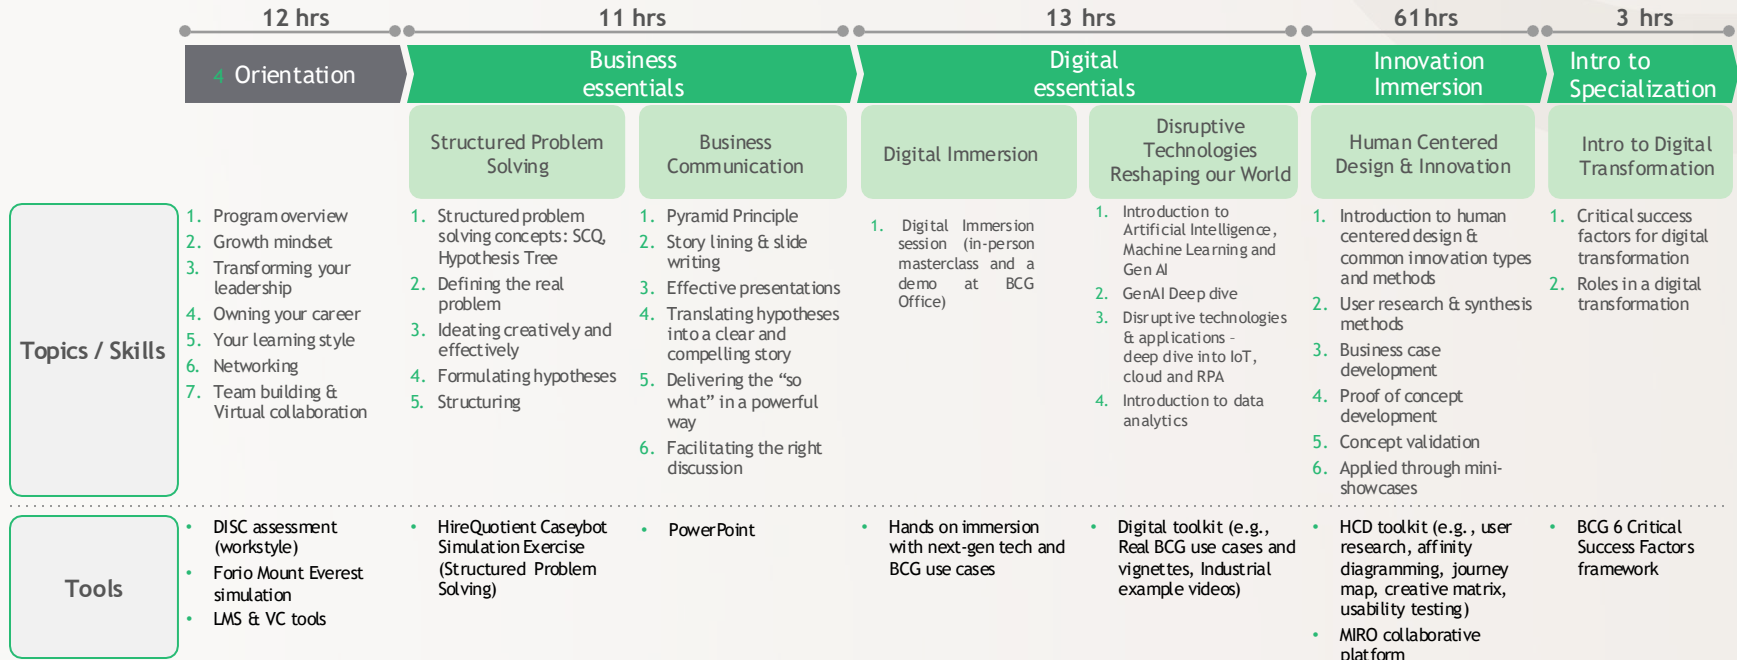 12 hrs
11 hrs
13 hrs
61 hrs
3 hrs
4 Orientation
Business
essentials
Digital
essentials
Innovation
Immersion
Intro to
Specialization
Structured Problem
Solving
Business
Communication
Digital Immersion
Disruptive
Technologies
Reshaping our World
Human Centered
Design & Innovation
Intro to Digital
Transformation
Topics / Skills
1. Program overview
2. Growth mindset
3. Transforming your
leadership
4. Owning your career
5. Your learning style
6. Networking
7. Team building &
Virtual collaboration
1. Structured problem
solving concepts: SCQ,
Hypothesis Tree
2. Defining the real
problem
3. Ideating creatively and
effectively
4. Formulating hypotheses
5. Structuring
1. Pyramid Principle
2. Story lining & slide
writing
3. Effective presentations
4. Translating hypotheses
into a clear and
compelling story
5. Delivering the “so
what” in a powerful
way
6. Facilitating the right
discussion
1. Digital Immersion
session (in-person
masterclass and a
demo at BCG
Office)
1. Introduction to
Artificial Intelligence,
Machine Learning and
Gen AI
2. GenAI Deep dive
3. Disruptive technologies
& applications –
deep dive into IoT,
cloud and RPA
4. Introduction to data
analytics
1. Introduction to human
centered design &
common innovation types
and methods
2. User research & synthesis
methods
3. Business case
development
4. Proof of concept
development
5. Concept validation
6. Applied through mini-
showcases
1. Critical success
factors for digital
transformation
2. Roles in a digital
transformation
Tools
• DISC assessment
(workstyle)
• Forio Mount Everest
simulation
• LMS & VC tools
• HireQuotient Caseybot
Simulation Exercise
(Structured Problem
Solving)
• PowerPoint
• Hands on immersion
with next-gen tech and
BCG use cases
• Digital toolkit (e.g.,
Real BCG use cases and
vignettes, Industrial
example videos)
• HCD toolkit (e.g., user
research, affinity
diagramming, journey
map, creative matrix,
usability testing)
• MIRO collaborative
platform
• BCG 6 Critical
Success Factors
framework